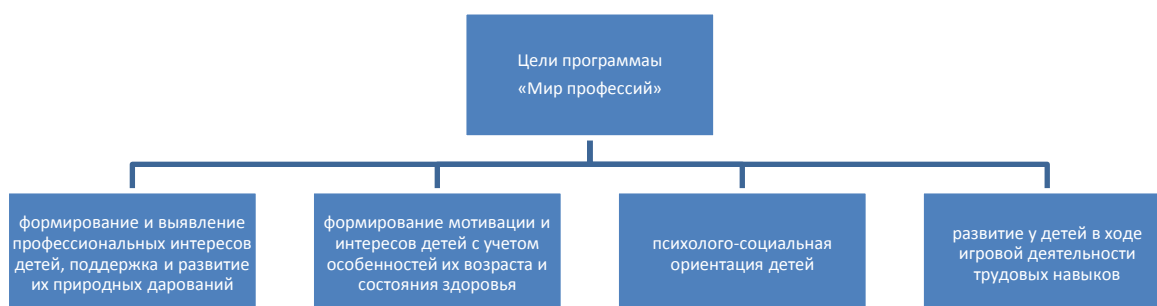 Цели программаы
«Мир профессий»
формирование и выявление
профессиональных интересов
детей, поддержка и развитие
их природных дарований
формирование мотивации и
интересов детей с учетом
особенностей их возраста и
состояния здоровья
психолого-социальная
ориентация детей
развитие у детей в ходе
игровой деятельности
трудовых навыков